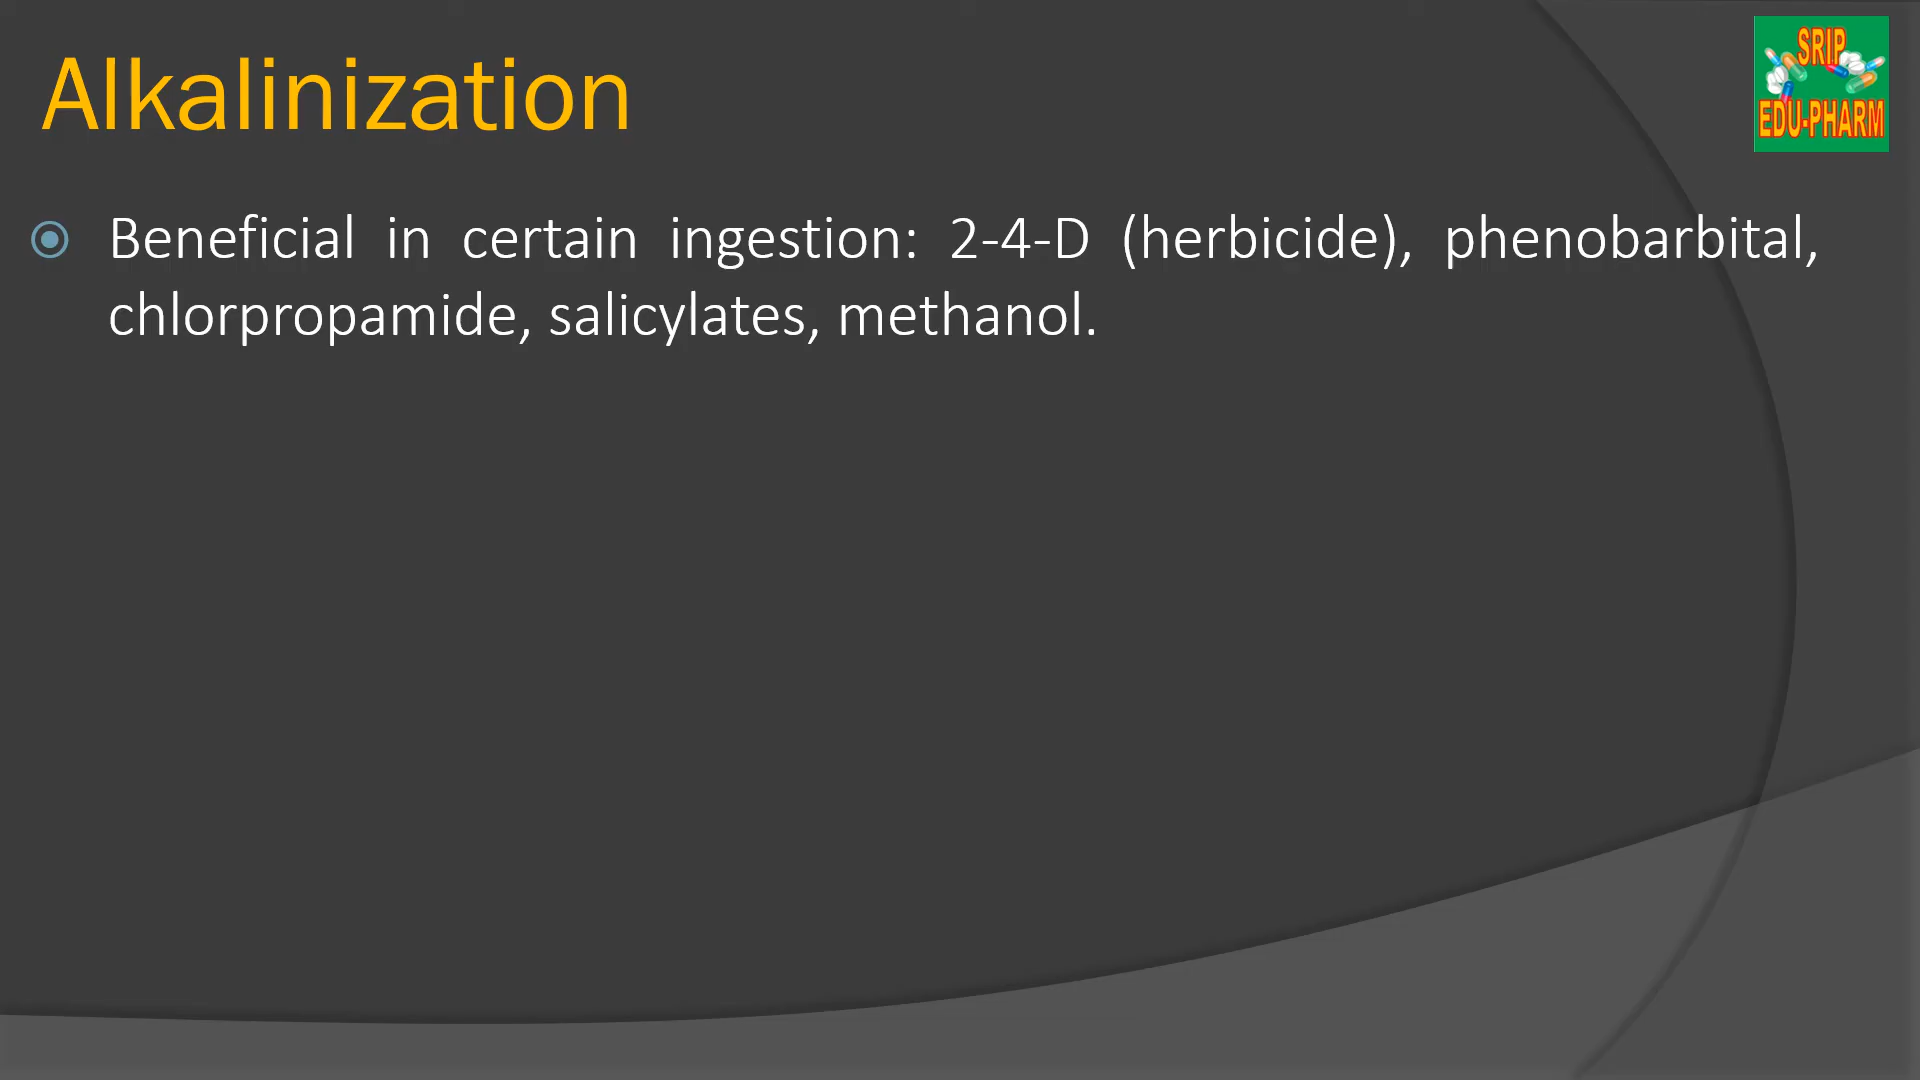 Alkalinization
SRIP
EDU-PHARM
Beneficial in certain ingestion: 2-4-D (herbicide), phenobarbital,
chlorpropamide, salicylates, methanol.